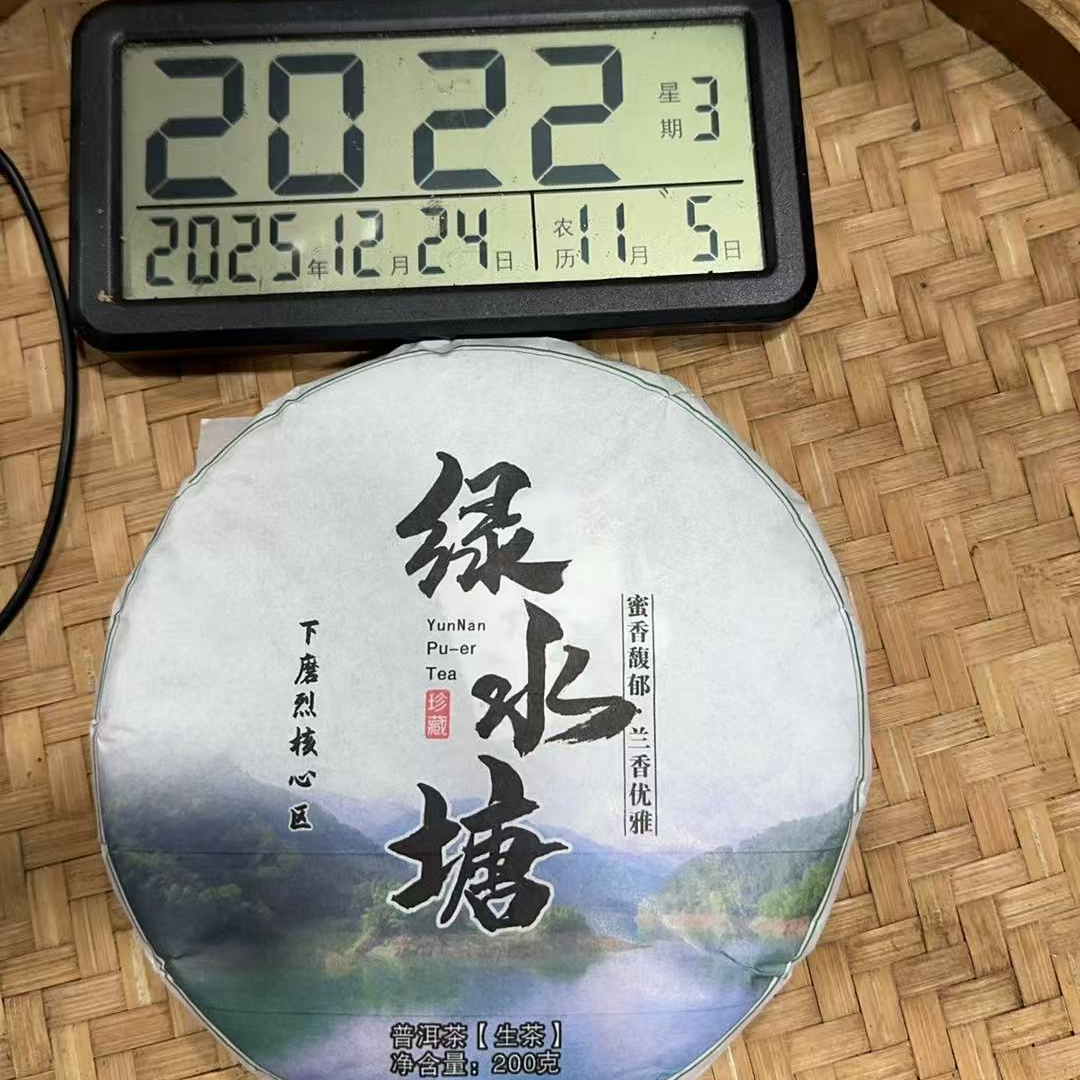 2022 星期3
2025年12月24日 农历11月5日
绿水塘
YunNan
Pu-er
Tea
珍藏
蜜香馥郁·兰香优雅
下磨烈核心区
普洱茶【生茶】
净含量：200克